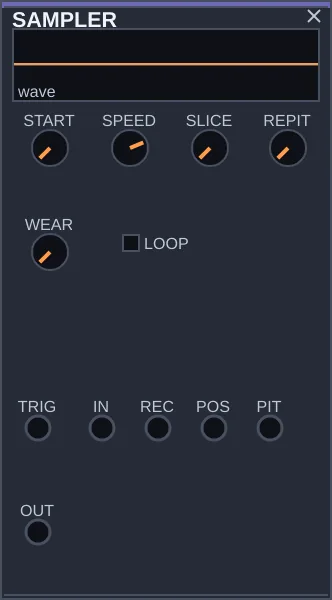 SAMPLER
wave
START SPEED SLICE REPIT
WEAR
LOOP
TRIG IN REC POS PIT
OUT